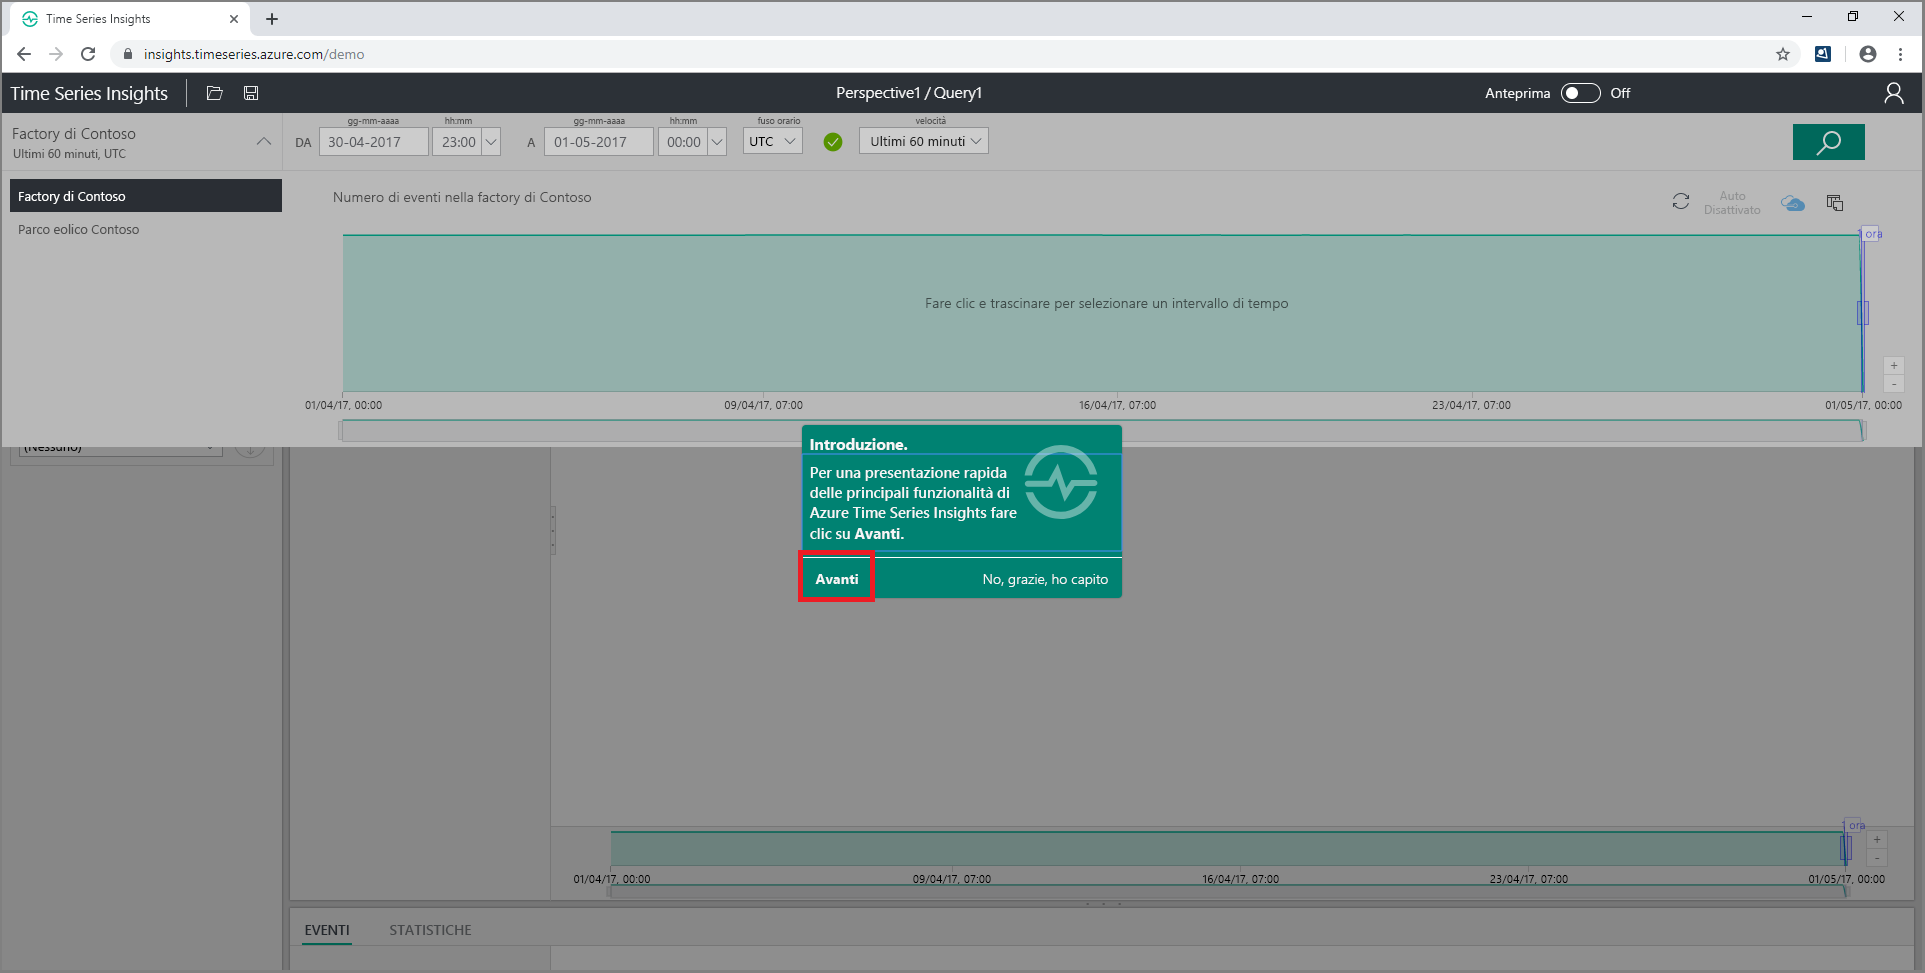 Time Series Insights
insights.timeseries.azure.com/demo
Time Series Insights
Perspective1 / Query1
Anteprima Off
Factory di Contoso
Ultimi 60 minuti, UTC
gg-mm-aaaa hh:mm gg-mm-aaaa hh:mm fuso orario velocità
DA 30-04-2017 23:00 A 01-05-2017 00:00 UTC Ultimi 60 minuti
Factory di Contoso
Parco eolico Contoso
Numero di eventi nella factory di Contoso
Auto
Disattivato
1 ora
Fare clic e trascinare per selezionare un intervallo di tempo
+
-
01/04/17, 00:00 09/04/17, 07:00 16/04/17, 07:00 23/04/17, 07:00 01/05/17, 00:00
(Nessuno)
Introduzione.
Per una presentazione rapida
delle principali funzionalità di
Azure Time Series Insights fare
clic su Avanti.
Avanti No, grazie, ho capito
1 ora
+
-
01/04/17, 00:00 09/04/17, 07:00 16/04/17, 07:00 23/04/17, 07:00 01/05/17, 00:00
EVENTI STATISTICHE